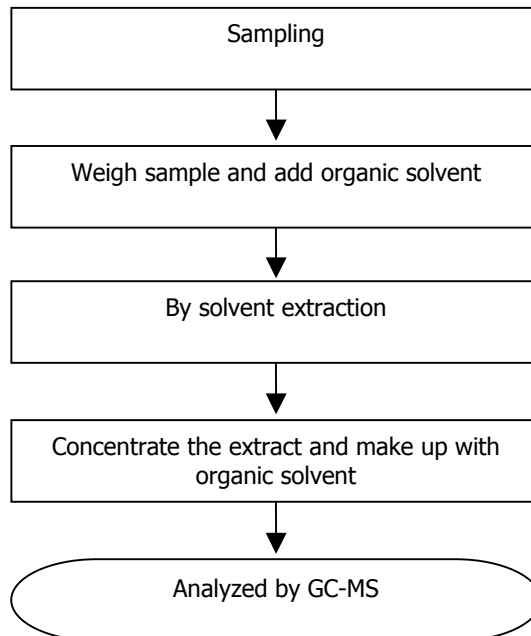 Sampling
Weigh sample and add organic solvent
By solvent extraction
Concentrate the extract and make up with
organic solvent
Analyzed by GC-MS